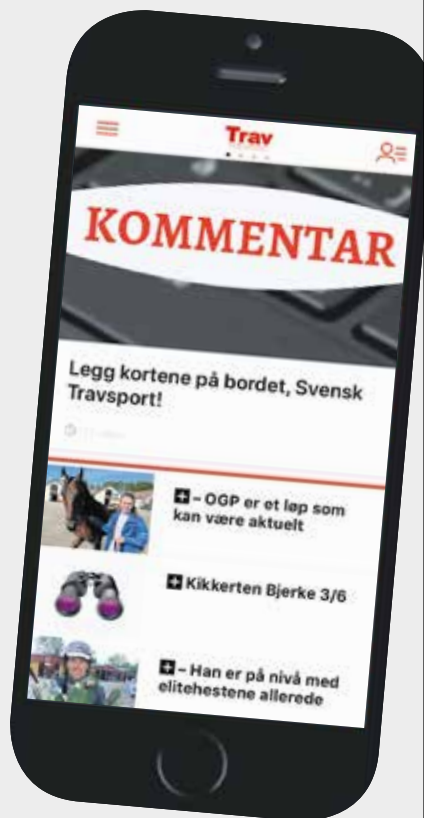 Trav
KOMMENTAR
Legg kortene på bordet, Svensk
Travsport!
+ – OGP er et løp som
kan være aktuelt
+ Kikkerten Bjerke 3/6
+ – Han er på nivå med
elitehestene allerede